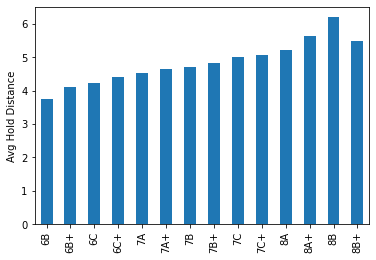 Avg Hold Distance
6
5
4
3
2
1
0
6B
6B+
6C
6C+
7A
7A+
7B
7B+
7C
7C+
8A
8A+
8B
8B+